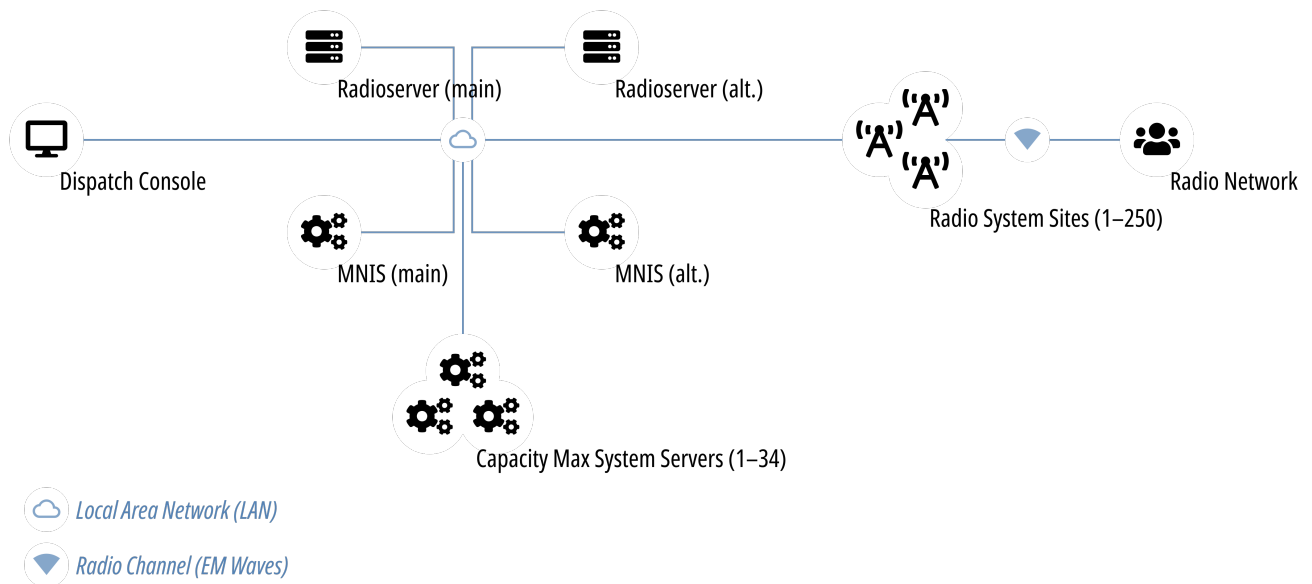 Radioserver (main)
Radioserver (alt.)
Dispatch Console
Radio Network
Radio System Sites (1–250)
MNIS (main)
MNIS (alt.)
Capacity Max System Servers (1–34)
Local Area Network (LAN)
Radio Channel (EM Waves)